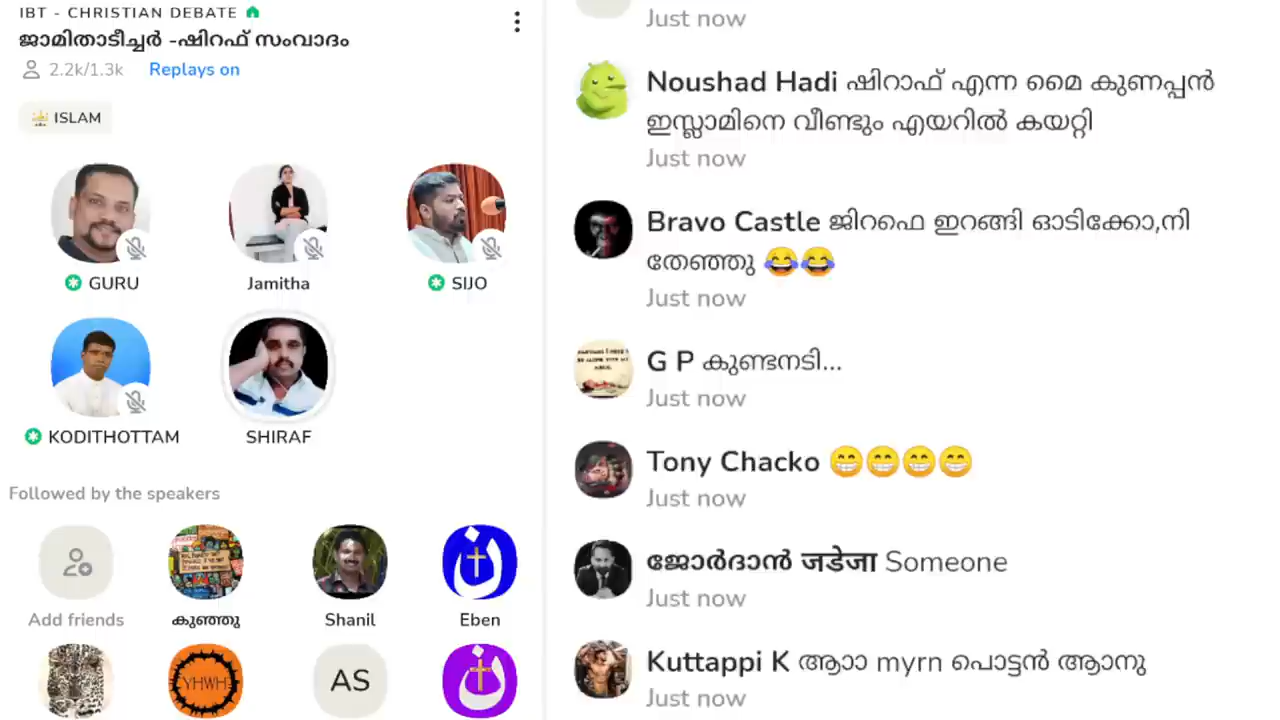 IBT - CHRISTIAN DEBATE
ജാമിതാടീച്ചർ -ഷിറഫ് സംവാദം
2.2k/1.3k Replays on
ISLAM
GURU
Jamitha
SIJO
KODITHOTTAM
SHIRAF
Followed by the speakers
Add friends
കുഞ്ഞു
Shanil
Eben
YHWH
AS
Just now
Noushad Hadi ഷിറാഫ് എന്ന മൈ കുണപ്പൻ
ഇസ്ലാമിനെ വീണ്ടും എയറിൽ കയറ്റി
Just now
Bravo Castle ജിറഫെ ഇറങ്ങി ഓടിക്കോ,നി
തേഞ്ഞു 😂😂
Just now
G P കുണ്ടനടി...
Just now
Tony Chacko 😁😁😁😁
Just now
ജോർദാൻ जडेजा Someone
Just now
Kuttappi K ആാാ myrn പൊട്ടൻ ആാനു
Just now